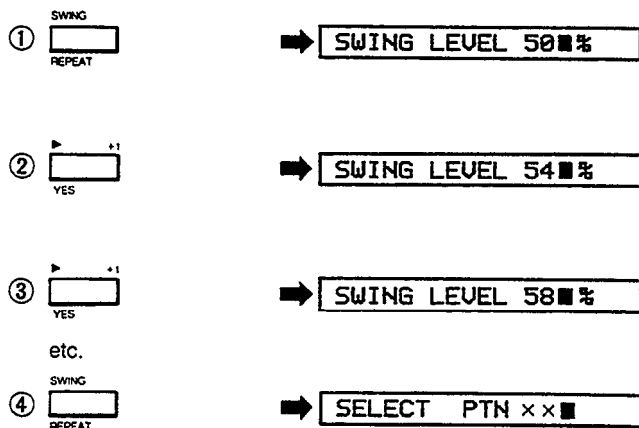 SWING
① ➡ SWING LEVEL 50■%
REPEAT
► +1
② ➡ SWING LEVEL 54■%
YES
► +1
③ ➡ SWING LEVEL 58■%
YES
etc.
SWING
④ ➡ SELECT PTN ××■
REPEAT